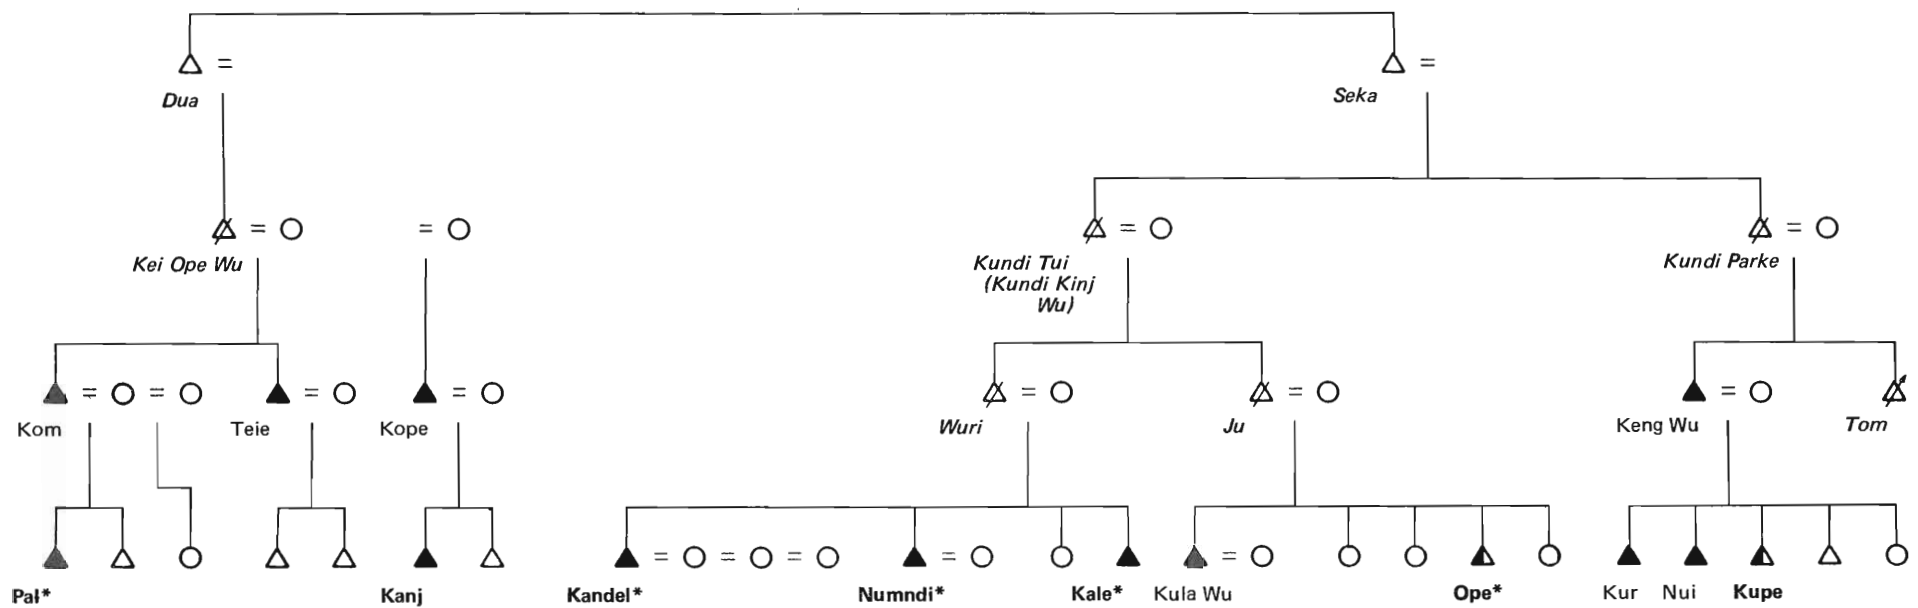 Dua
Seka
Kei Ope Wu
Kundi Tui
(Kundi Kinj
Wu)
Kundi Parke
Kom
Teie
Kope
Wuri
Ju
Keng Wu
Tom
Pał*
Kanj
Kandel*
Numndi*
Kale*
Kula Wu
Ope*
Kur
Nui
Kupe